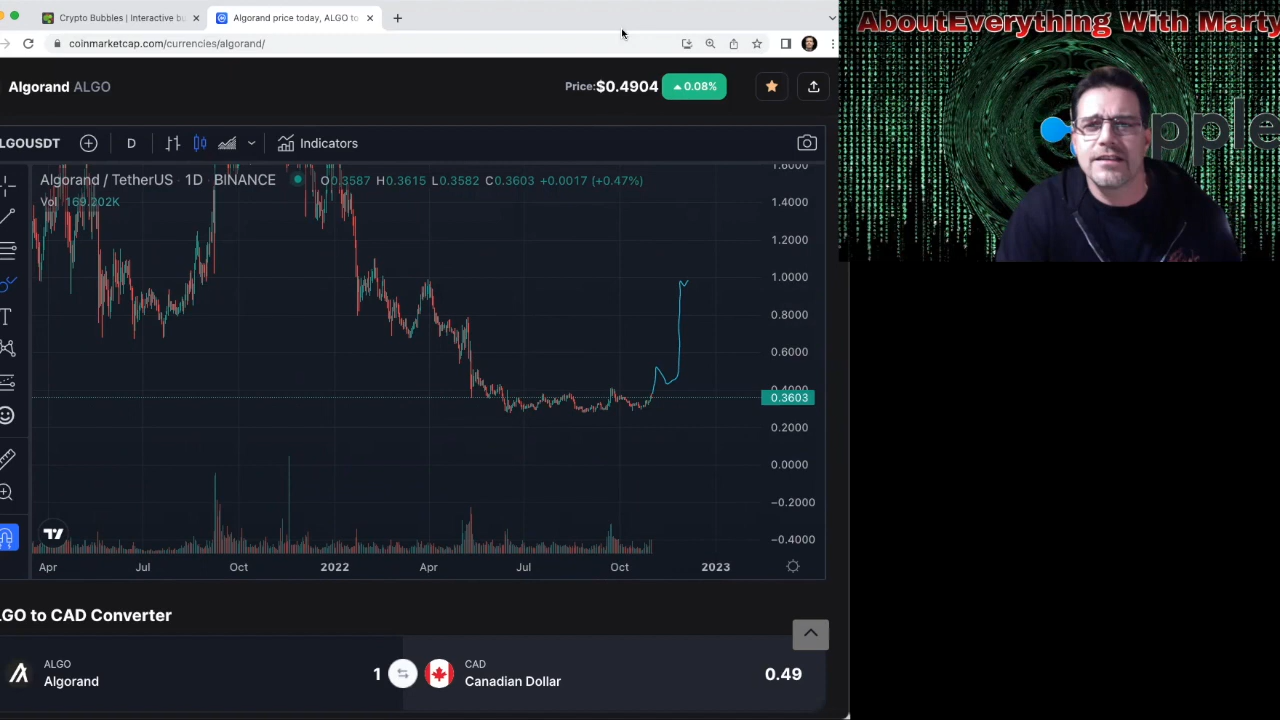 Crypto Bubbles | Interactive bu
Algorand price today, ALGO to
AboutEverything With Marty
coinmarketcap.com/currencies/algorand/
Algorand ALGO
Price:$0.4904
0.08%
pple
LGOUSDT
D
Indicators
Algorand / TetherUS · 1D · BINANCE
O0.3587 H0.3615 L0.3582 C0.3603 +0.0017 (+0.47%)
Vol 169.202K
1.6000
1.4000
1.2000
1.0000
0.8000
0.6000
0.4000
0.3603
0.2000
0.0000
−0.2000
−0.4000
Apr
Jul
Oct
2022
Apr
Jul
Oct
2023
LGO to CAD Converter
ALGO
Algorand
1
CAD
Canadian Dollar
0.49